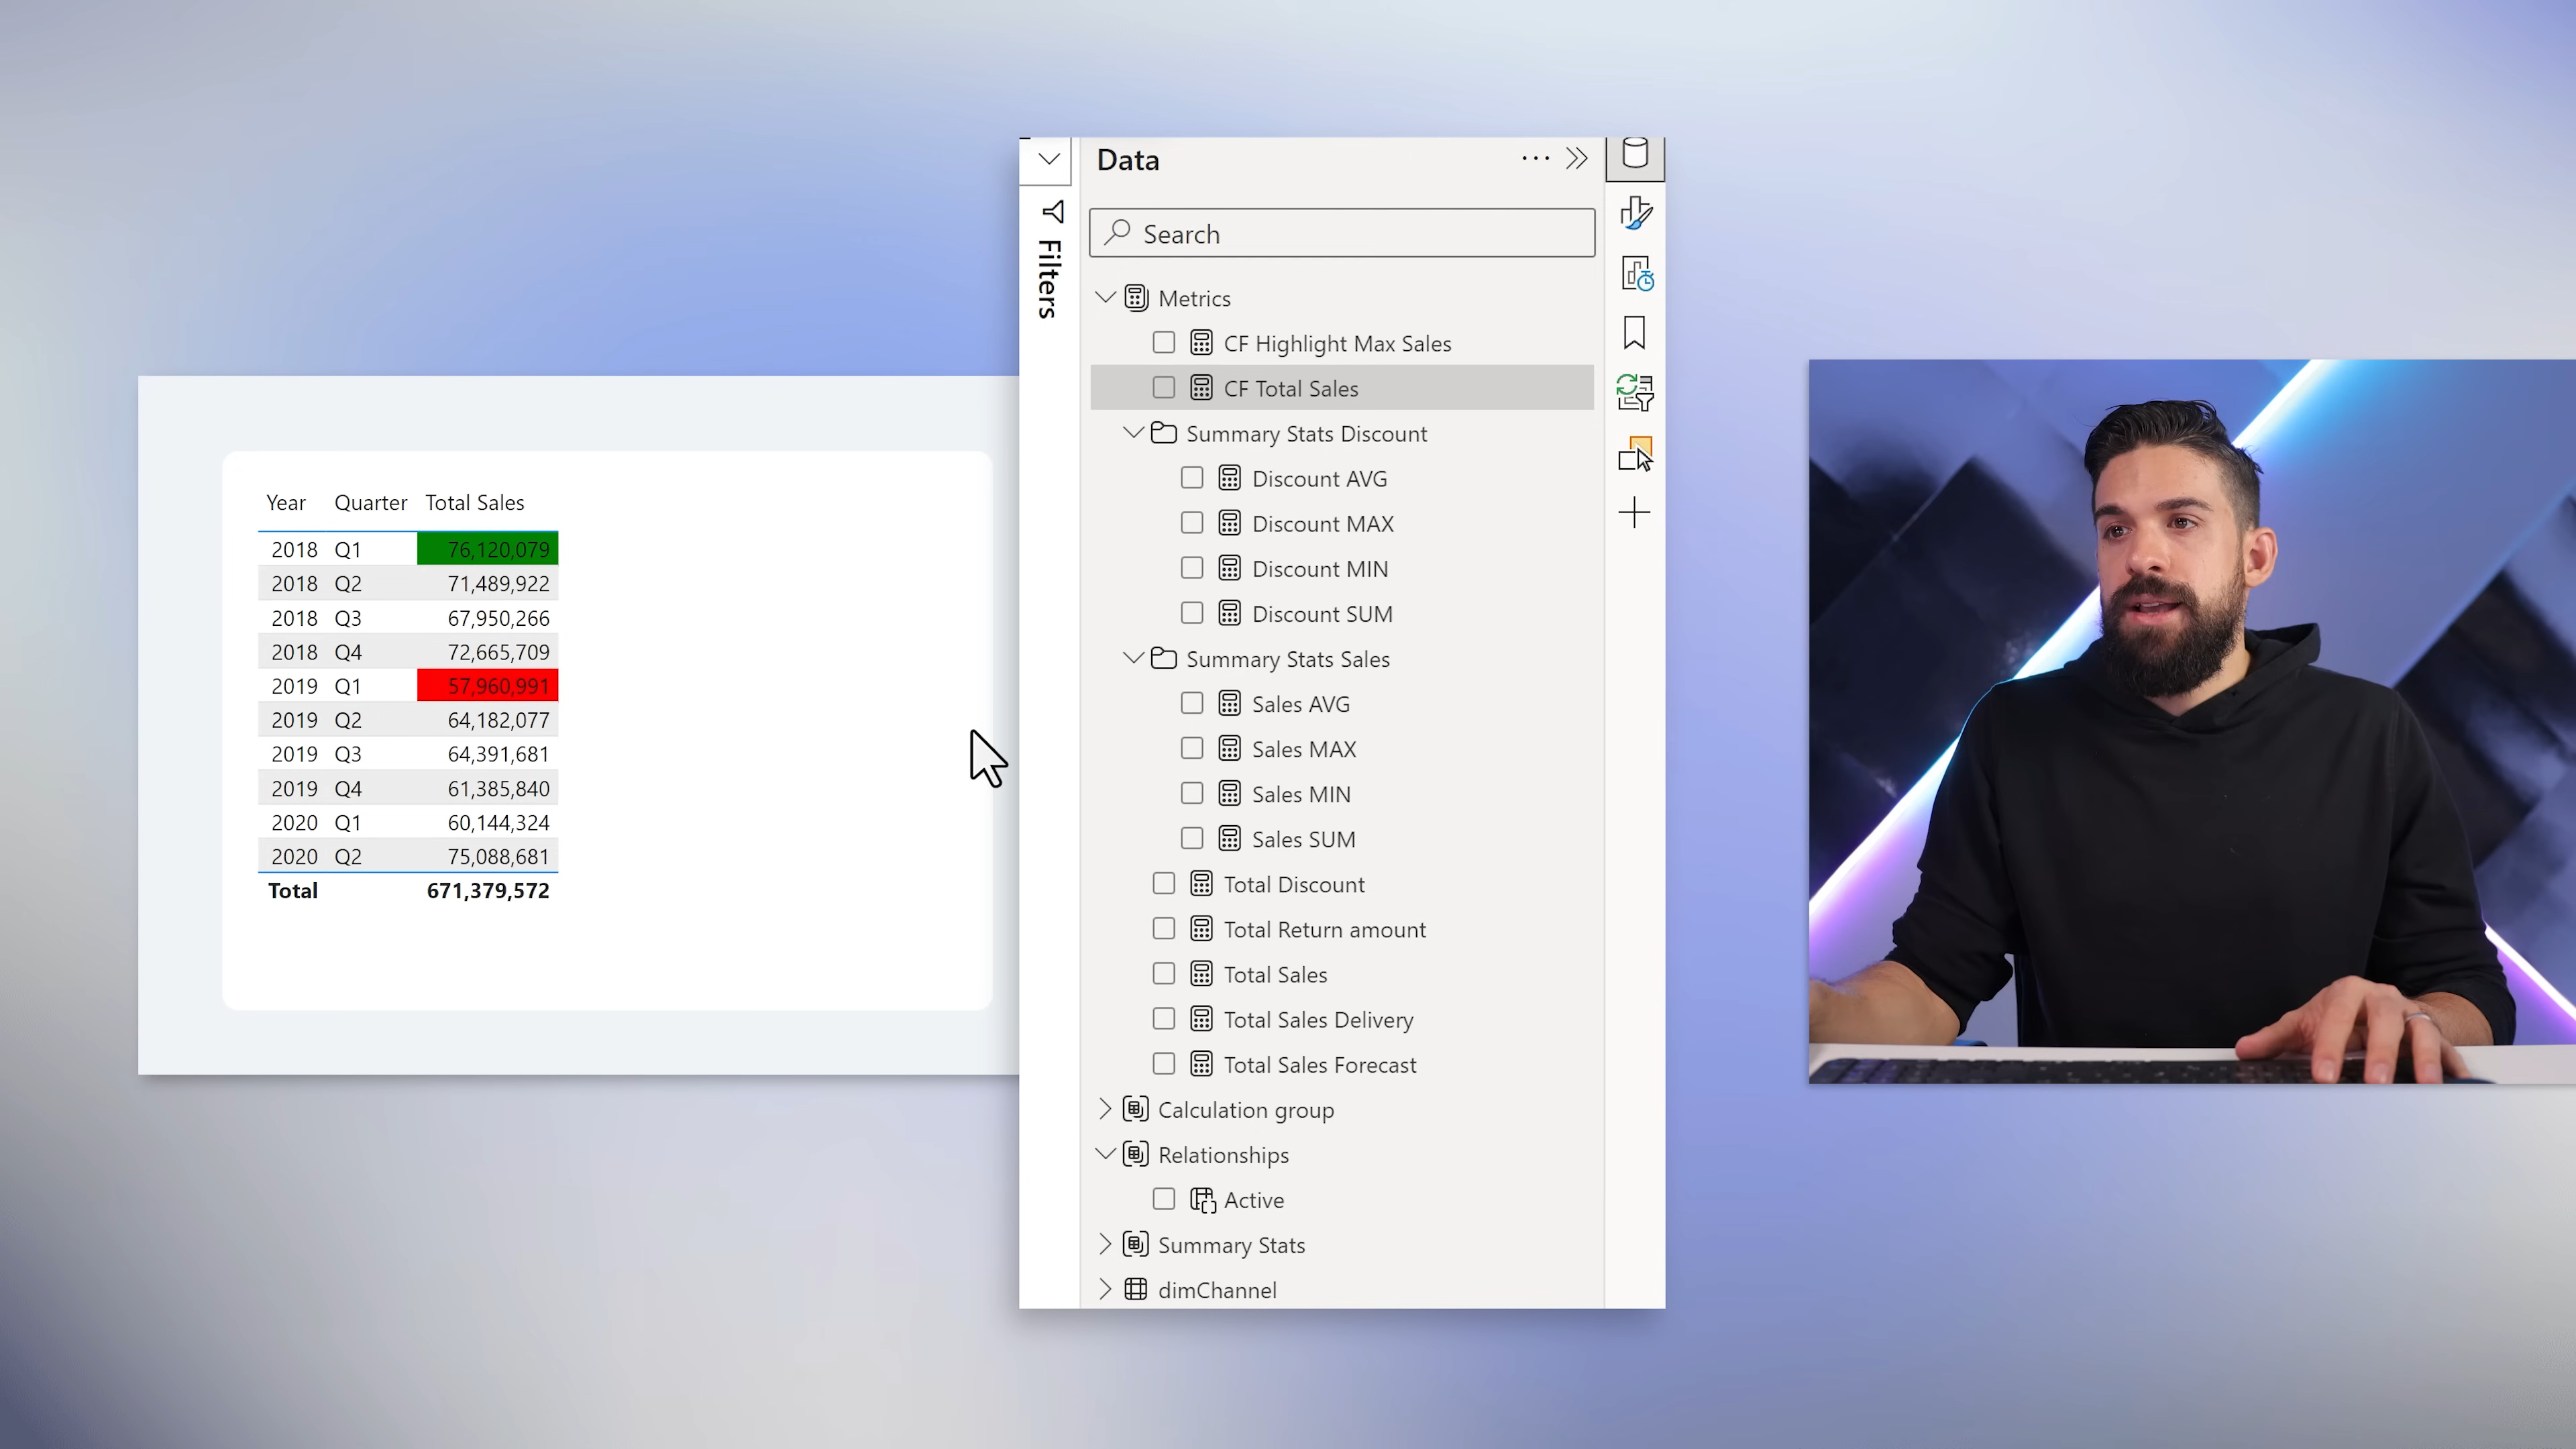 Year Quarter Total Sales
2018 Q1 76,120,079
2018 Q2 71,489,922
2018 Q3 67,950,266
2018 Q4 72,665,709
2019 Q1 57,960,991
2019 Q2 64,182,077
2019 Q3 64,391,681
2019 Q4 61,385,840
2020 Q1 60,144,324
2020 Q2 75,088,681
Total 671,379,572
Filters
Data
Search
Metrics
CF Highlight Max Sales
CF Total Sales
Summary Stats Discount
Discount AVG
Discount MAX
Discount MIN
Discount SUM
Summary Stats Sales
Sales AVG
Sales MAX
Sales MIN
Sales SUM
Total Discount
Total Return amount
Total Sales
Total Sales Delivery
Total Sales Forecast
Calculation group
Relationships
Active
Summary Stats
dimChannel